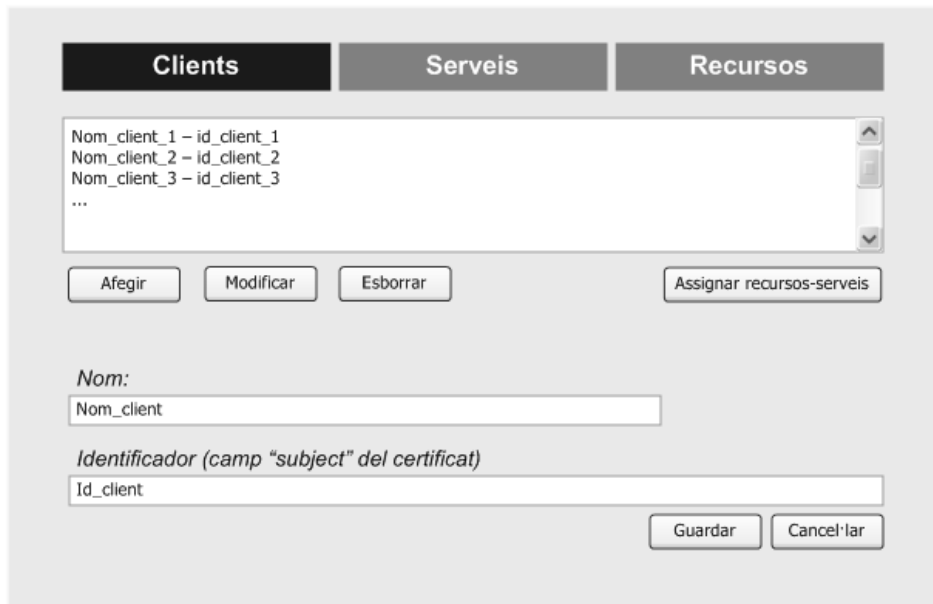 Clients Serveis Recursos
Nom_client_1 – id_client_1
Nom_client_2 – id_client_2
Nom_client_3 – id_client_3
...
Afegir Modificar Esborrar Assignar recursos-serveis
Nom:
Nom_client
Identificador (camp “subject” del certificat)
Id_client
Guardar Cancel·lar